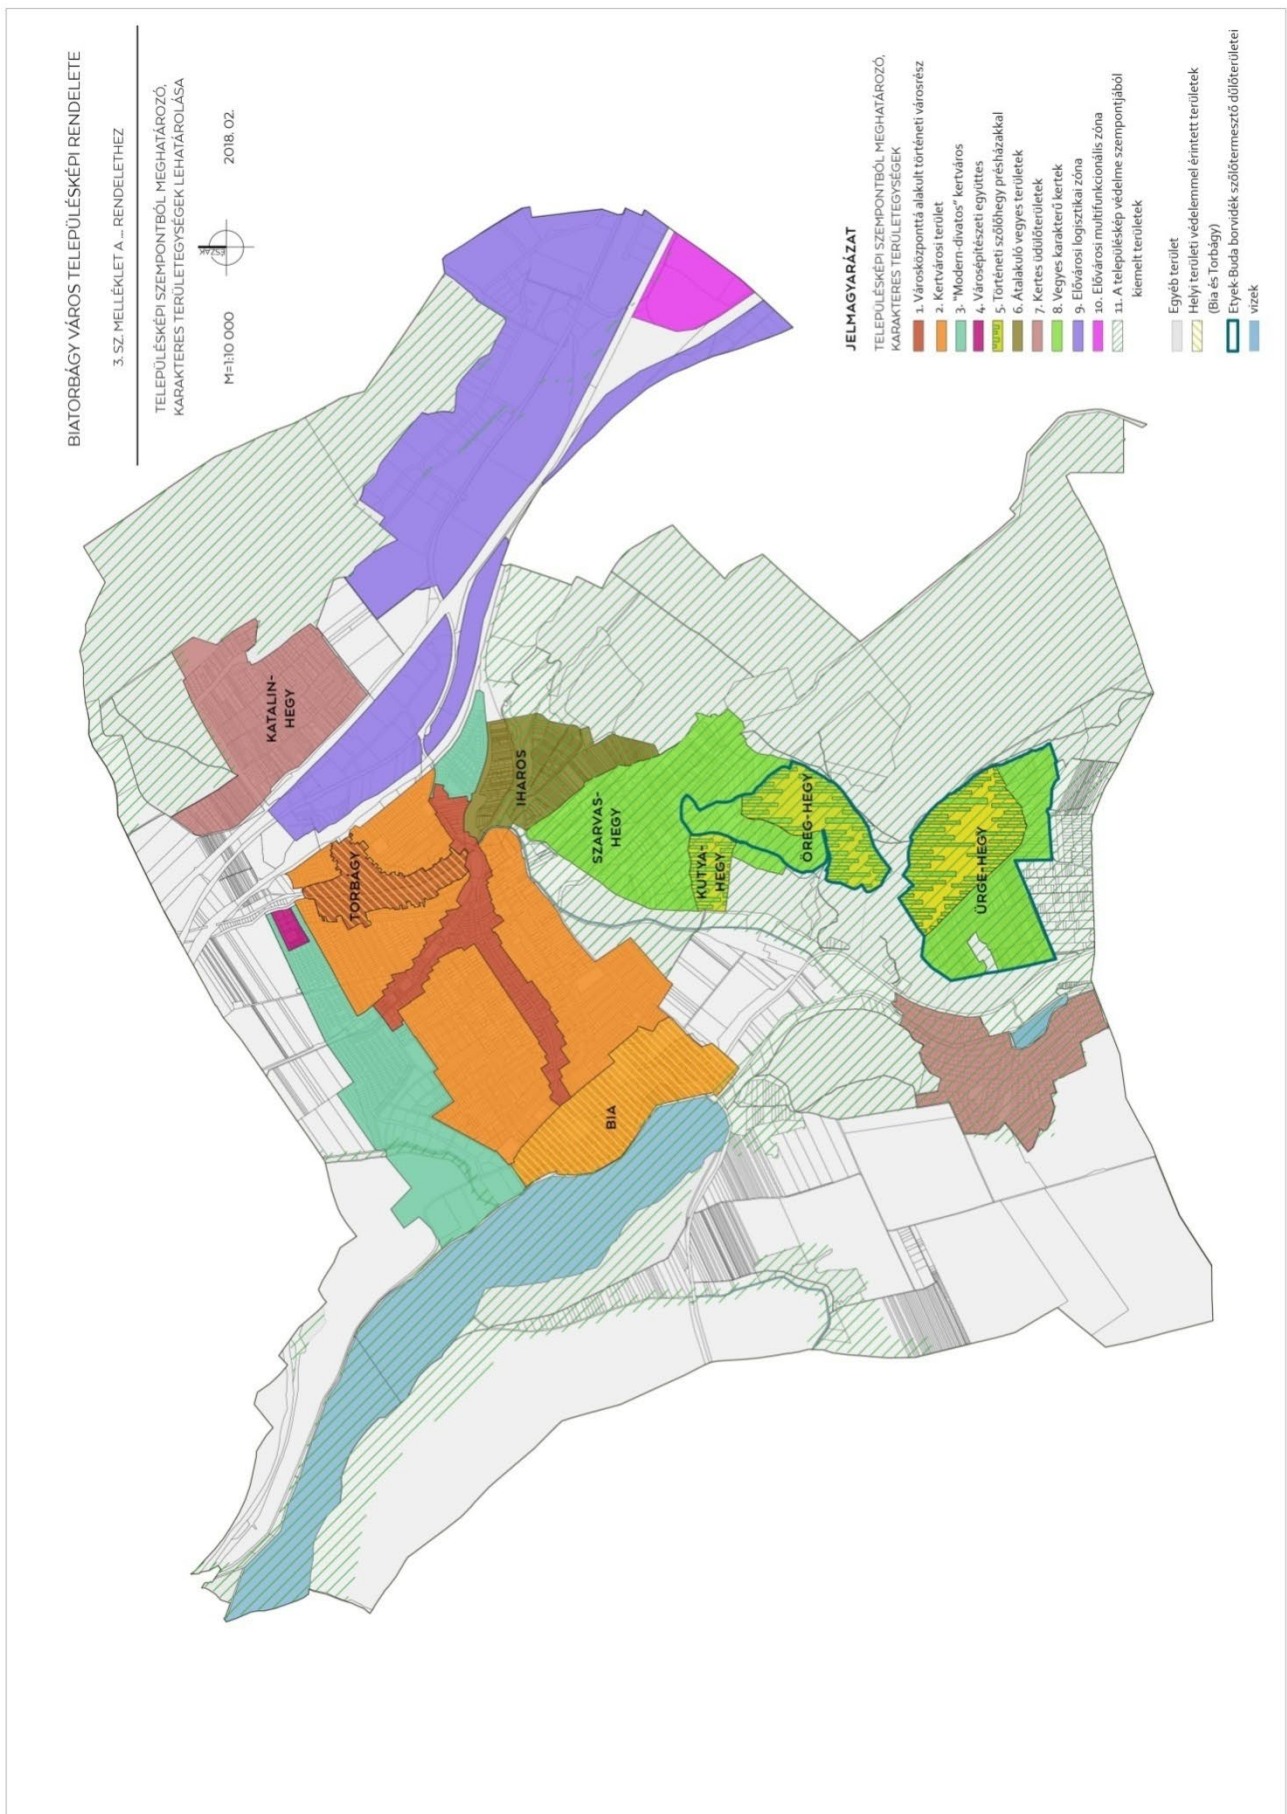 BIATORBÁGY VÁROS TELEPÜLÉSKÉPI RENDELETE
3. SZ. MELLÉKLET A ... RENDELETHEZ
TELEPÜLÉSKÉPI SZEMPONTBÓL MEGHATÁROZÓ,
KARAKTERES TERÜLETEGYSÉGEK LEHATÁROLÁSA
M=1:10 000
ÉSZAK
2018. 02.
KATALIN-
HEGY
TORBÁGY
IHAROS
SZARVAS-
HEGY
KUTYA-
HEGY
ÖREG-HEGY
ÜRGE-HEGY
BIA
JELMAGYARÁZAT
TELEPÜLÉSKÉPI SZEMPONTBÓL MEGHATÁROZÓ,
KARAKTERES TERÜLETEGYSÉGEK
1. Városközponttá alakult történeti városrész
2. Kertvárosi terület
3. "Modern-divatos" kertváros
4. Városépítészeti együttes
5. Történeti szőlőhegy présházakkal
6. Átalakuló vegyes területek
7. Kertes üdülőterületek
8. Vegyes karakterű kertek
9. Elővárosi logisztikai zóna
10. Elővárosi multifunkcionális zóna
11. A településkép védelme szempontjából
kiemelt területek
Egyéb terület
Helyi területi védelemmel érintett területek
(Bia és Torbágy)
Etyek-Buda borvidék szőlőtermesztő dűlőterületei
vizek